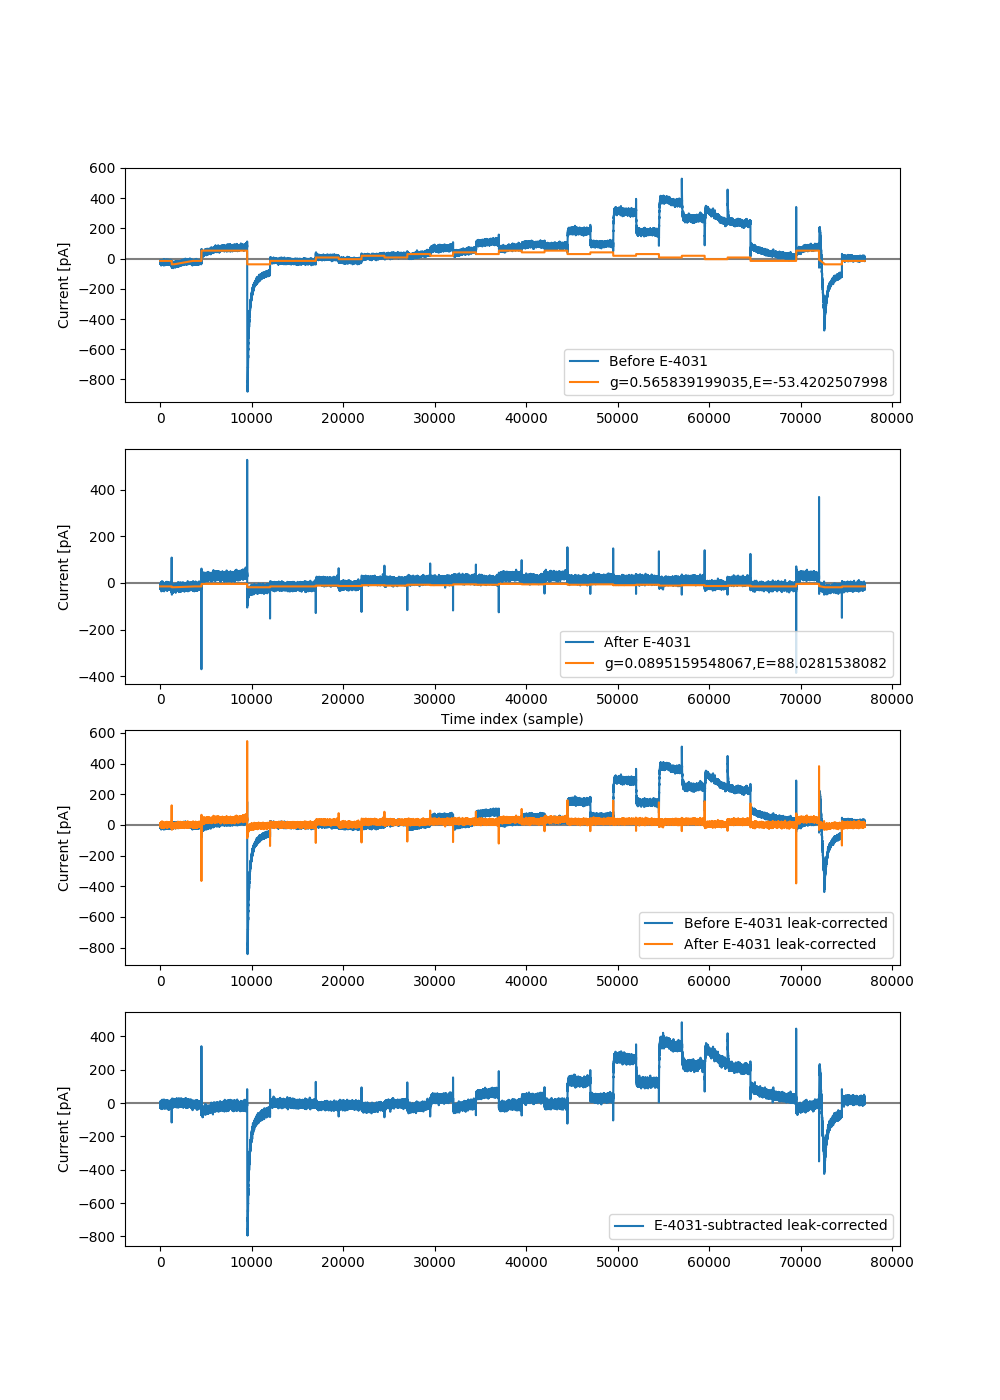 600
400
200
0
−200
−400
−600
−800
Current [pA]
Before E-4031
g=0.565839199035,E=-53.4202507998
0 10000 20000 30000 40000 50000 60000 70000 80000
400
200
0
−200
−400
Current [pA]
After E-4031
g=0.0895159548067,E=88.0281538082
0 10000 20000 30000 40000 50000 60000 70000 80000
Time index (sample)
600
400
200
0
−200
−400
−600
−800
Current [pA]
Before E-4031 leak-corrected
After E-4031 leak-corrected
0 10000 20000 30000 40000 50000 60000 70000 80000
400
200
0
−200
−400
−600
−800
Current [pA]
E-4031-subtracted leak-corrected
0 10000 20000 30000 40000 50000 60000 70000 80000